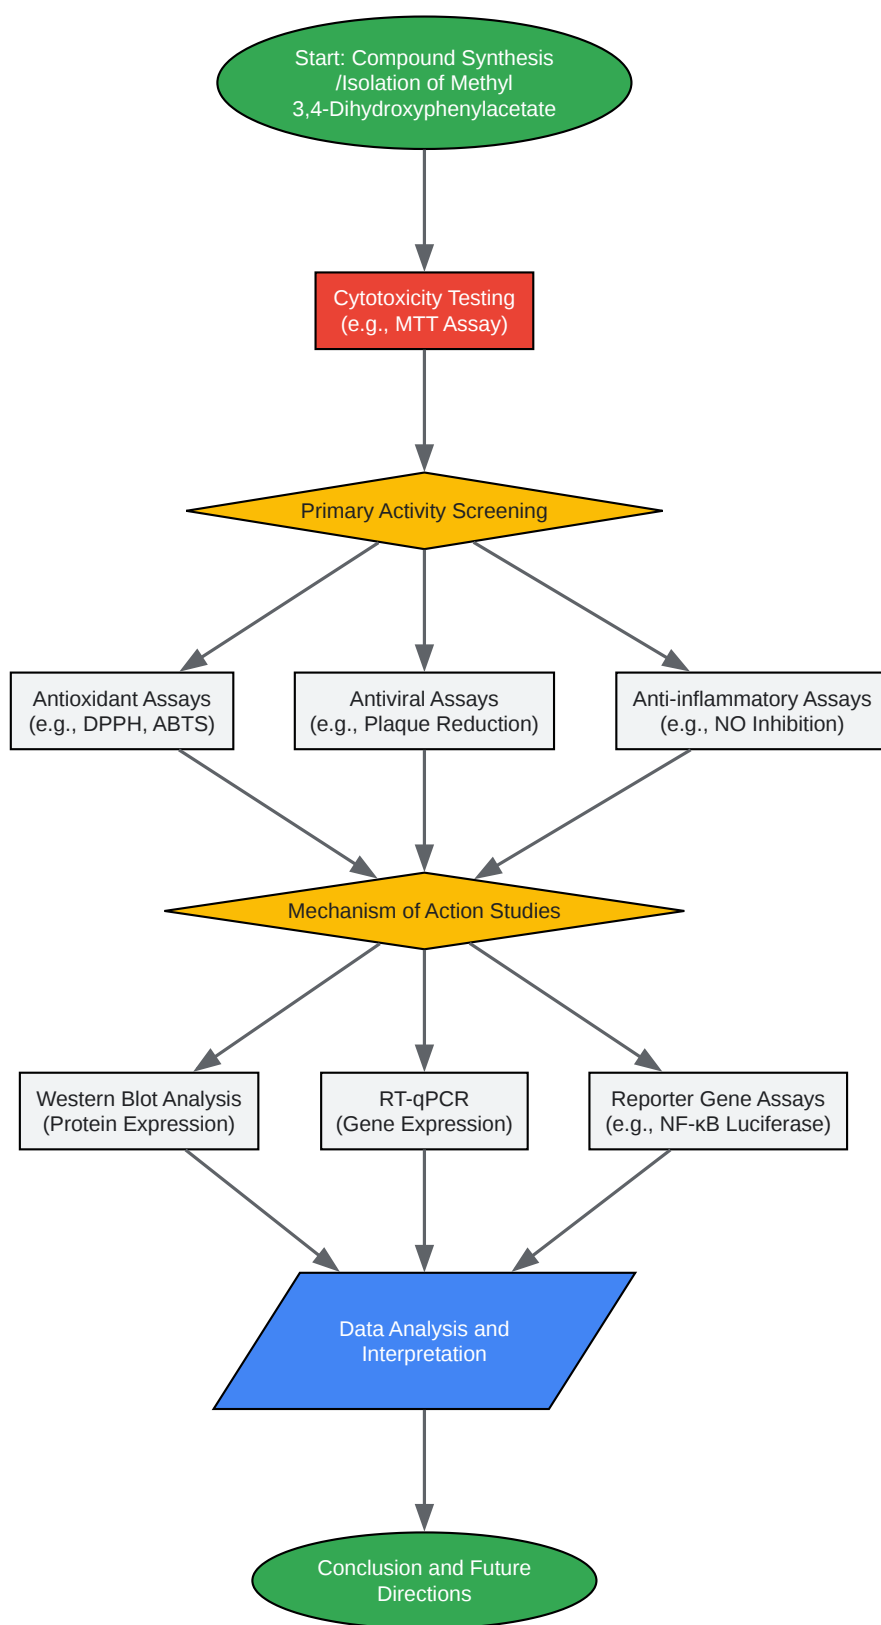 Start: Compound Synthesis
/Isolation of Methyl
3,4-Dihydroxyphenylacetate
Cytotoxicity Testing
(e.g., MTT Assay)
Primary Activity Screening
Antioxidant Assays
(e.g., DPPH, ABTS)
Antiviral Assays
(e.g., Plaque Reduction)
Anti-inflammatory Assays
(e.g., NO Inhibition)
Mechanism of Action Studies
Western Blot Analysis
(Protein Expression)
RT-qPCR
(Gene Expression)
Reporter Gene Assays
(e.g., NF-κB Luciferase)
Data Analysis and
Interpretation
Conclusion and Future
Directions